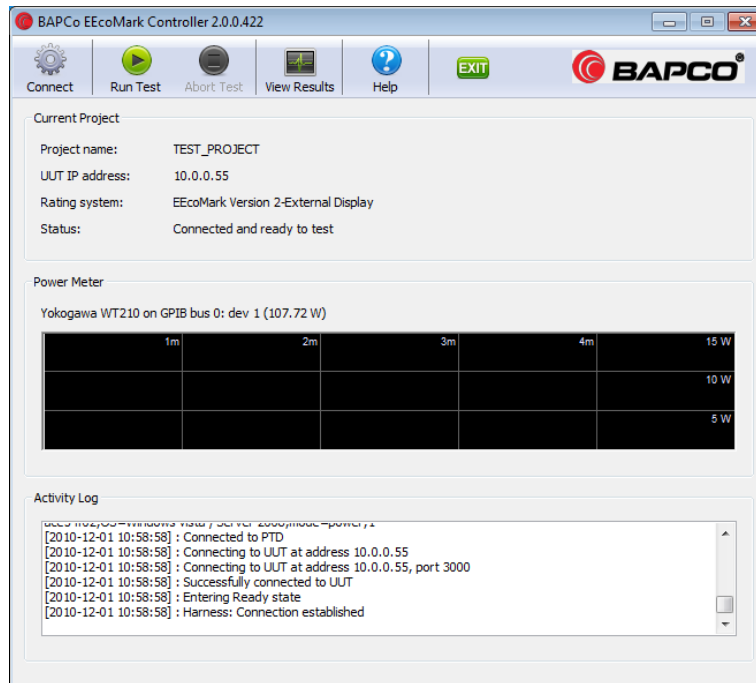 BAPCo EEcoMark Controller 2.0.0.422
Connect
Run Test
Abort Test
View Results
Help
EXIT
BAPCO®
Current Project
Project name: TEST_PROJECT
UUT IP address: 10.0.0.55
Rating system: EEcoMark Version 2-External Display
Status: Connected and ready to test
Power Meter
Yokogawa WT210 on GPIB bus 0: dev 1 (107.72 W)
1m 2m 3m 4m 15 W
10 W
5 W
Activity Log
[2010-12-01 10:58:58] : Connected to PTD
[2010-12-01 10:58:58] : Connecting to UUT at address 10.0.0.55
[2010-12-01 10:58:58] : Connecting to UUT at address 10.0.0.55, port 3000
[2010-12-01 10:58:58] : Successfully connected to UUT
[2010-12-01 10:58:58] : Entering Ready state
[2010-12-01 10:58:58] : Harness: Connection established